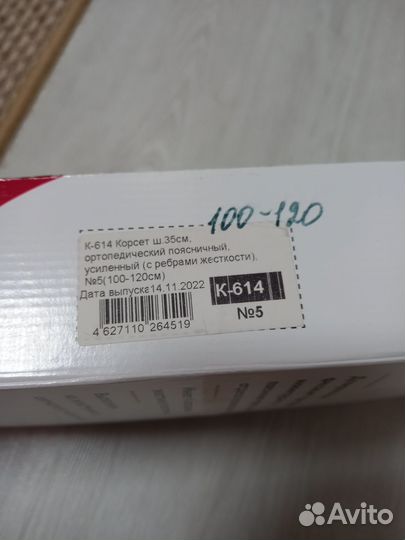 100-120
К-614 Корсет ш.35см,
ортопедический поясничный,
усиленный (с ребрами жесткости).
№5(100-120см)
Дата выпуска14.11.2022
К-614
4 627110 264519
№5
Avito